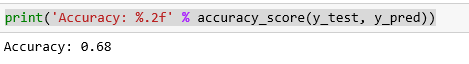 print('Accuracy: %.2f' % accuracy_score(y_test, y_pred))
Accuracy: 0.68